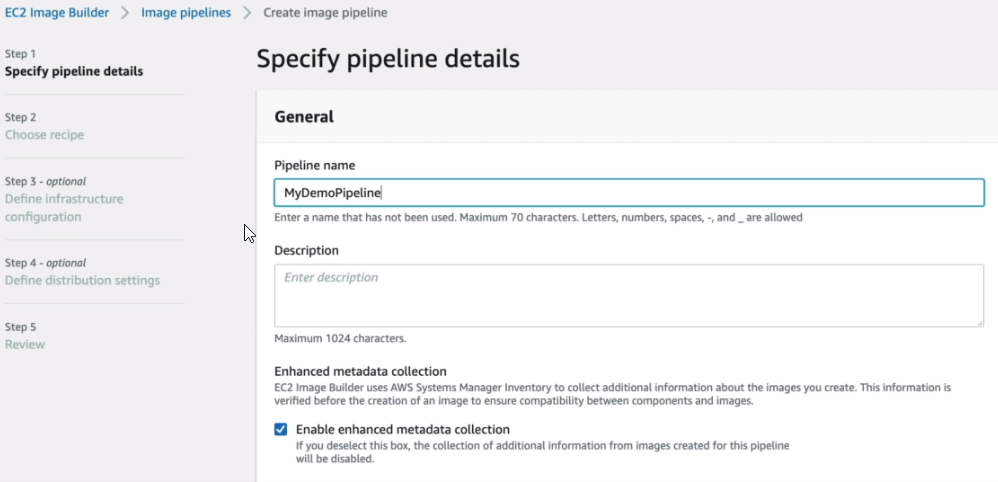 EC2 Image Builder > Image pipelines > Create image pipeline
Step 1
Specify pipeline details
Step 2
Choose recipe
Step 3 - optional
Define infrastructure
configuration
Step 4 - optional
Define distribution settings
Step 5
Review
Specify pipeline details
General
Pipeline name
MyDemoPipeline
Enter a name that has not been used. Maximum 70 characters. Letters, numbers, spaces, -, and _ are allowed
Description
Enter description
Maximum 1024 characters.
Enhanced metadata collection
EC2 Image Builder uses AWS Systems Manager Inventory to collect additional information about the images you create. This information is
verified before the creation of an image to ensure compatibility between components and images.
Enable enhanced metadata collection
If you deselect this box, the collection of additional information from images created for this pipeline
will be disabled.